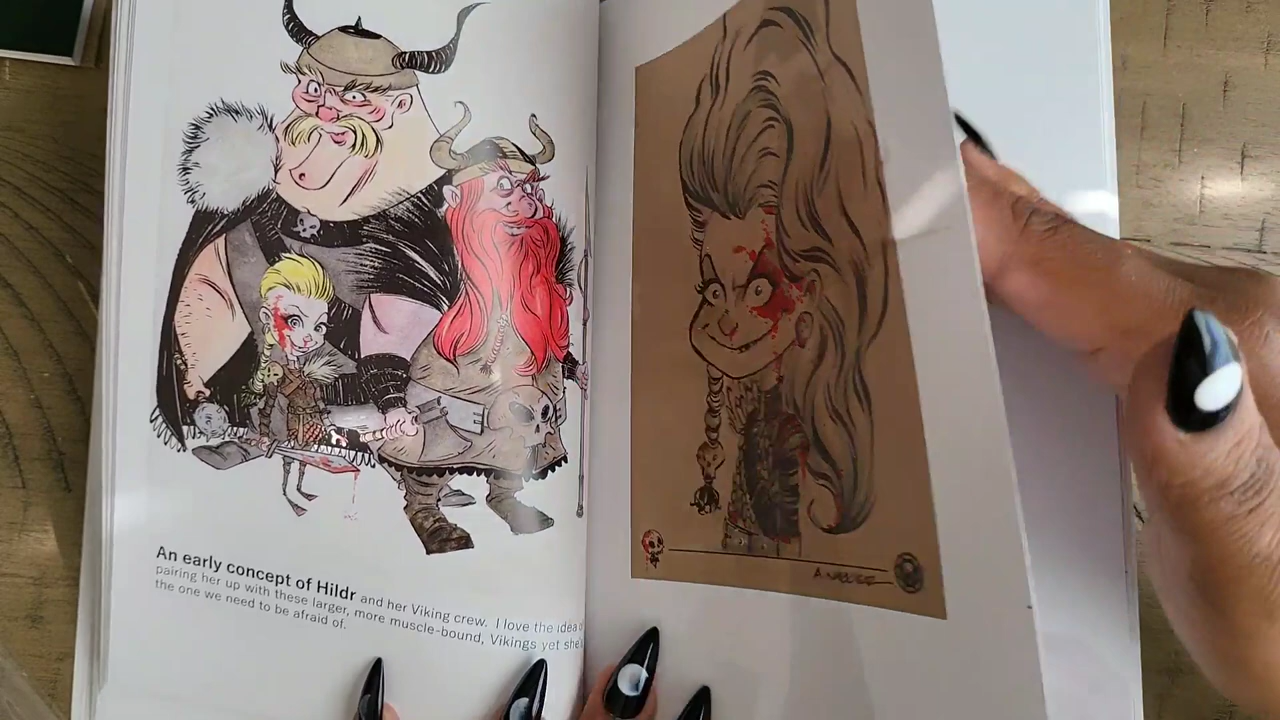 An early concept of Hildr and her Viking crew. I love the idea
pairing her up with these larger, more muscle-bound, Vikings yet she's
the one we need to be afraid of.